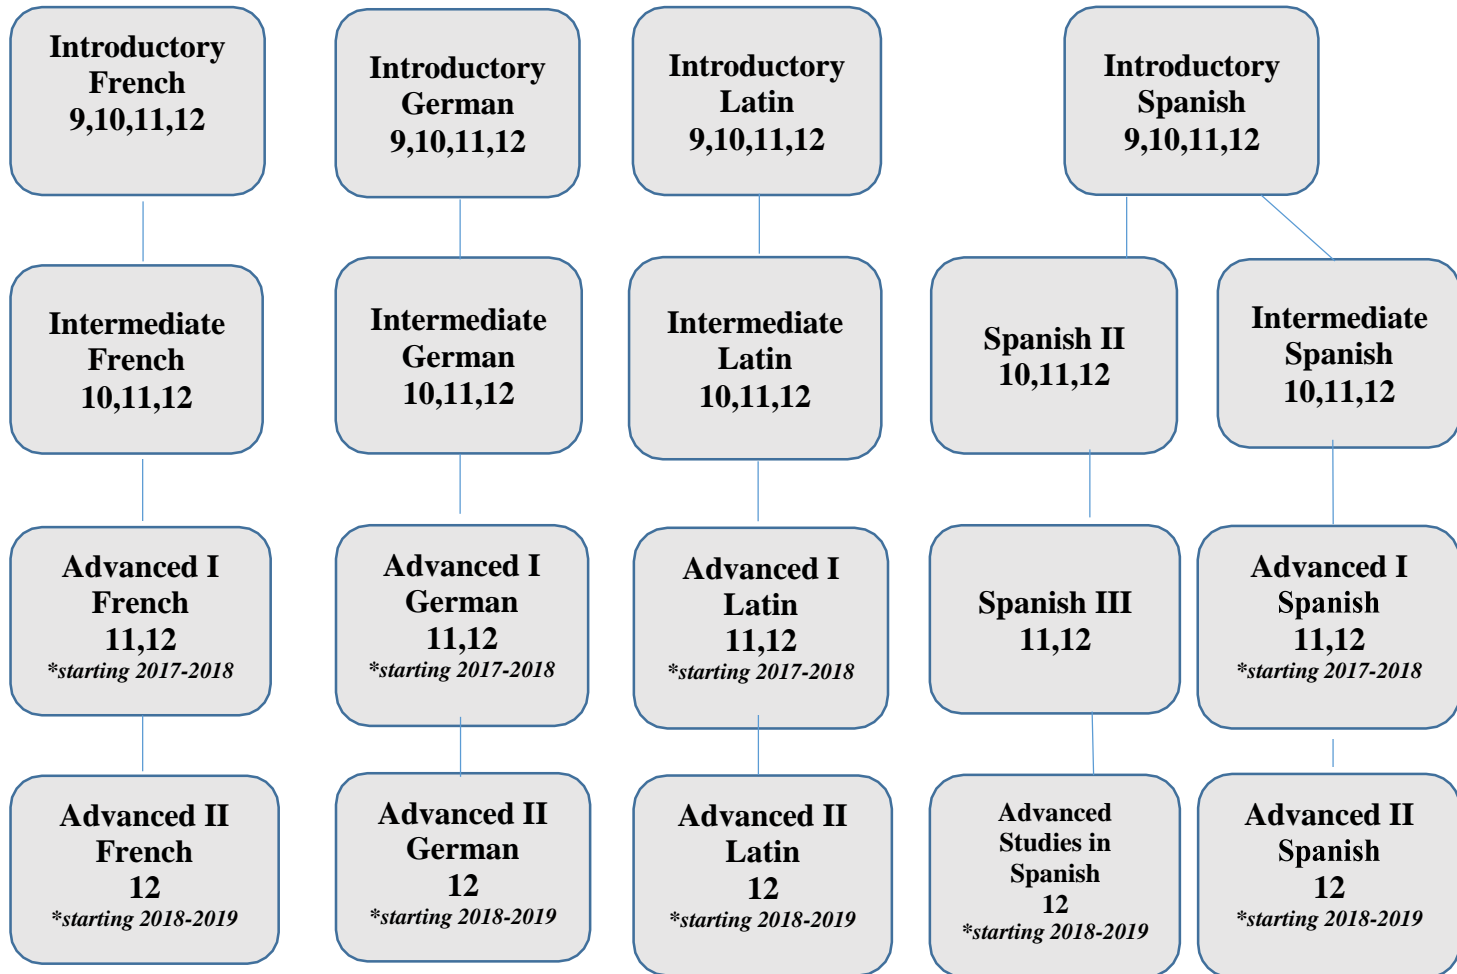 Introductory
French
9,10,11,12
Introductory
German
9,10,11,12
Introductory
Latin
9,10,11,12
Introductory
Spanish
9,10,11,12
Intermediate
French
10,11,12
Intermediate
German
10,11,12
Intermediate
Latin
10,11,12
Spanish II
10,11,12
Intermediate
Spanish
10,11,12
Advanced I
French
11,12
*starting 2017-2018
Advanced I
German
11,12
*starting 2017-2018
Advanced I
Latin
11,12
*starting 2017-2018
Spanish III
11,12
Advanced I
Spanish
11,12
*starting 2017-2018
Advanced II
French
12
*starting 2018-2019
Advanced II
German
12
*starting 2018-2019
Advanced II
Latin
12
*starting 2018-2019
Advanced
Studies in
Spanish
12
*starting 2018-2019
Advanced II
Spanish
12
*starting 2018-2019